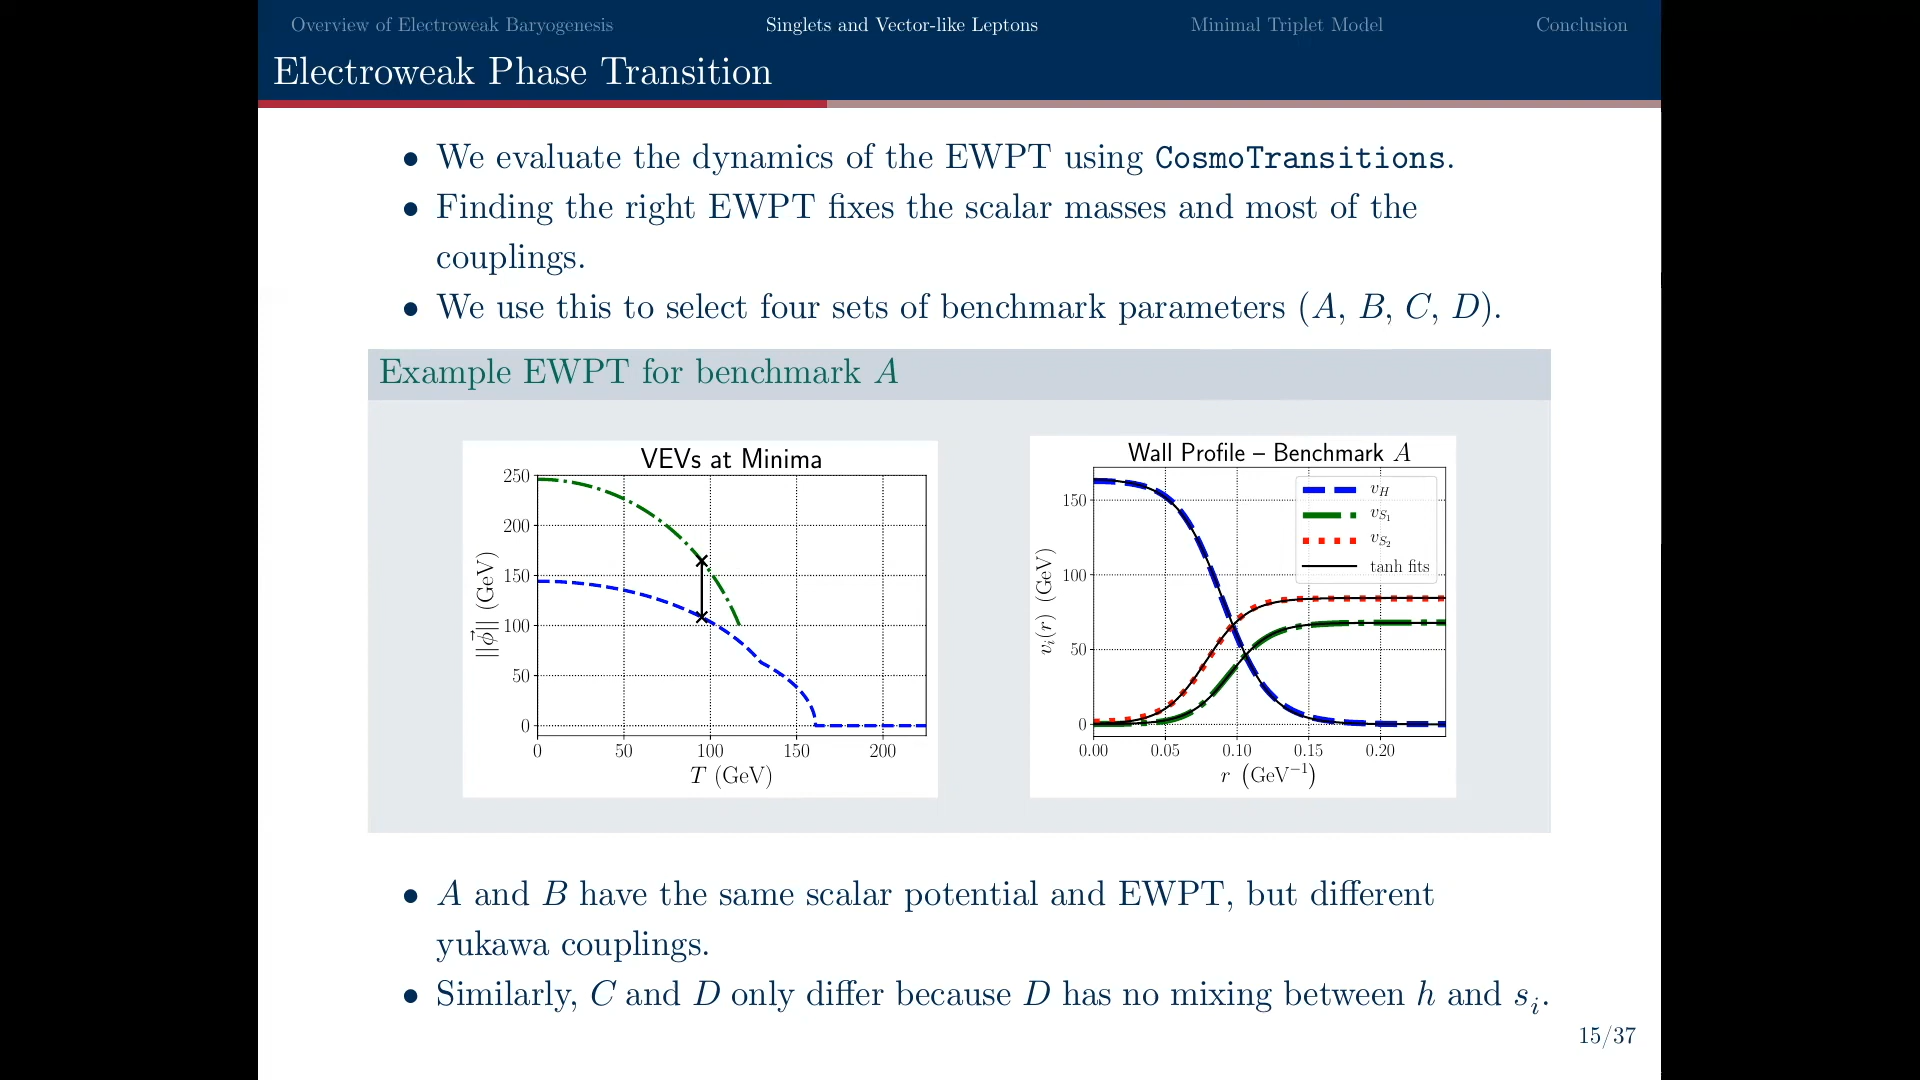 Overview of Electroweak Baryogenesis Singlets and Vector-like Leptons Minimal Triplet Model Conclusion
Electroweak Phase Transition
• We evaluate the dynamics of the EWPT using CosmoTransitions.
• Finding the right EWPT fixes the scalar masses and most of the
couplings.
• We use this to select four sets of benchmark parameters (A, B, C, D).
Example EWPT for benchmark A
VEVs at Minima
250
200
150
100
50
0
||ϕ⃗|| (GeV)
0 50 100 150 200
T (GeV)
Wall Profile – Benchmark A
150
100
50
0
v_i(r) (GeV)
v_H
v_{S_1}
v_{S_2}
tanh fits
0.00 0.05 0.10 0.15 0.20
r (GeV⁻¹)
• A and B have the same scalar potential and EWPT, but different
yukawa couplings.
• Similarly, C and D only differ because D has no mixing between h and s_i.
15/37